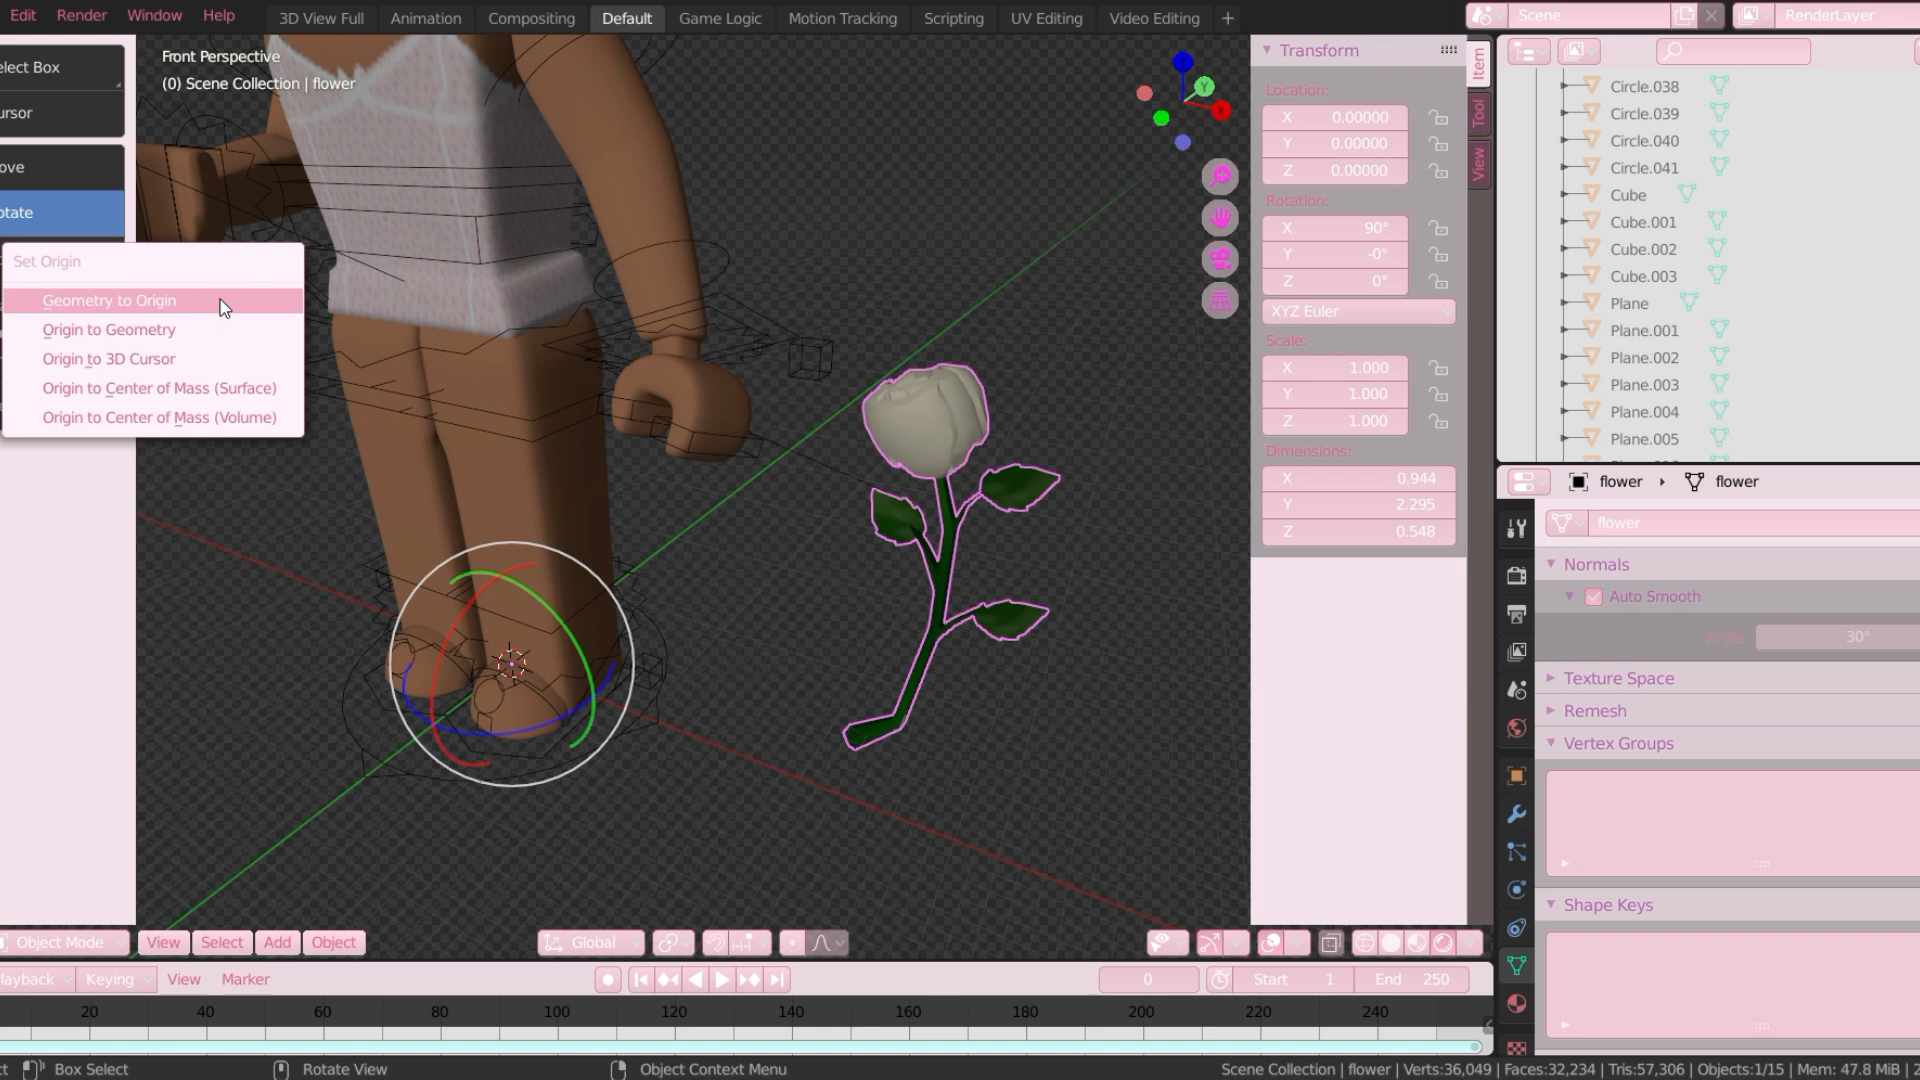 Edit Render Window Help 3D View Full Animation Compositing Default Game Logic Motion Tracking Scripting UV Editing Video Editing + Scene RenderLayer
elect Box
ursor
ove
otate
Front Perspective
(0) Scene Collection | flower
Set Origin
Geometry to Origin
Origin to Geometry
Origin to 3D Cursor
Origin to Center of Mass (Surface)
Origin to Center of Mass (Volume)
Y
X
Transform
Location:
X 0.00000
Y 0.00000
Z 0.00000
Rotation:
X 90°
Y -0°
Z 0°
XYZ Euler
Scale:
X 1.000
Y 1.000
Z 1.000
Dimensions:
X 0.944
Y 2.295
Z 0.548
Item
Tool
View
Circle.038
Circle.039
Circle.040
Circle.041
Cube
Cube.001
Cube.002
Cube.003
Plane
Plane.001
Plane.002
Plane.003
Plane.004
Plane.005
flower flower
flower
Normals
Auto Smooth
30°
Texture Space
Remesh
Vertex Groups
Shape Keys
Object Mode View Select Add Object Global
layback Keying View Marker 0 Start 1 End 250
20 40 60 80 100 120 140 160 180 200 220 240
ct Box Select Rotate View Object Context Menu Scene Collection | flower | Verts:36,049 | Faces:32,234 | Tris:57,306 | Objects:1/15 | Mem: 47.8 MiB | 2